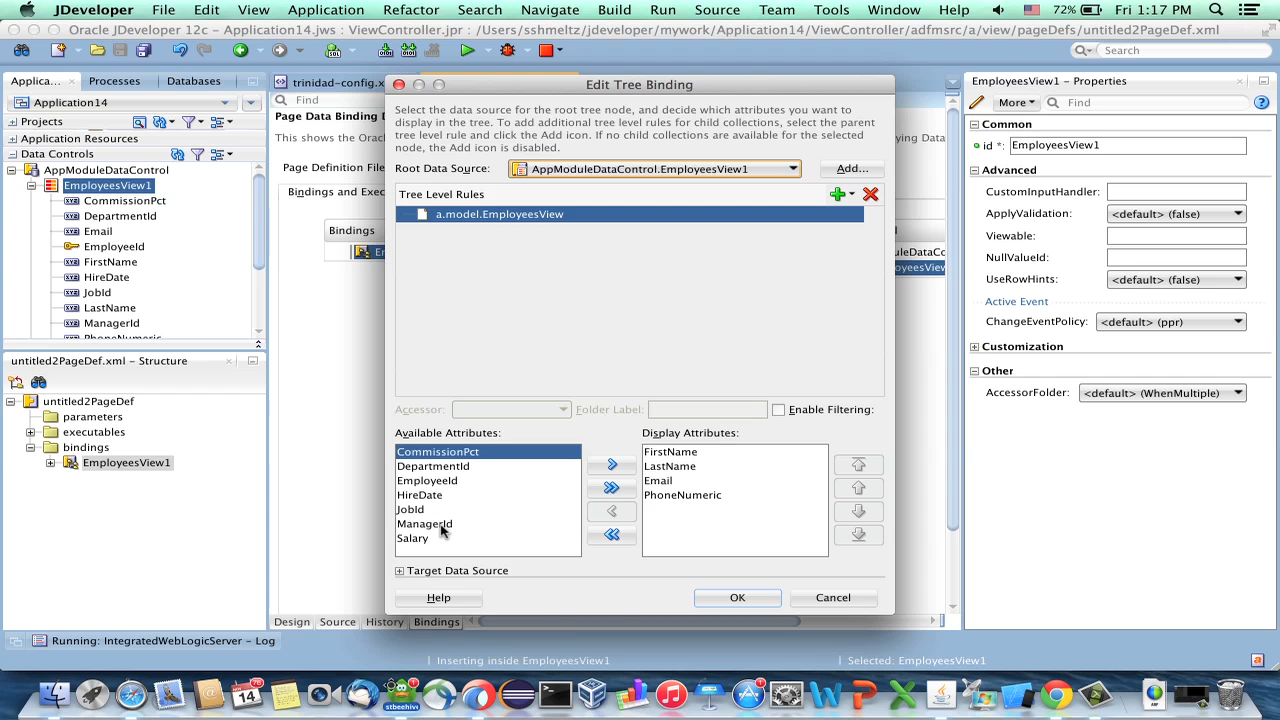 JDeveloper File Edit View Application Refactor Search Navigate Build Run Source Team Tools Window Help 72% Fri 1:17 PM
Oracle JDeveloper 12c - Application14.jws : ViewController.jpr : /Users/sshmeltz/jdeveloper/mywork/Application14/ViewController/adfmsrc/a/view/pageDefs/untitled2PageDef.xml
Search
Applica... Processes Databases
Application14
Projects
Application Resources
Data Controls
AppModuleDataControl
EmployeesView1
CommissionPct
DepartmentId
Email
EmployeeId
FirstName
HireDate
JobId
LastName
ManagerId
PhoneNumeric
untitled2PageDef.xml - Structure
untitled2PageDef
parameters
executables
bindings
EmployeesView1
trinidad-config.x
Find
Page Data Binding D
This shows the Oracl
ying Data
Page Definition File
Bindings and Exec
Bindings
Em
uleDataCo
oyeesView
Edit Tree Binding
Select the data source for the root tree node, and decide which attributes you want to
display in the tree. To add additional tree level rules for child collections, select the parent
tree level rule and click the Add icon. If no child collections are available for the selected
node, the Add icon is disabled.
Root Data Source: AppModuleDataControl.EmployeesView1 Add...
Tree Level Rules
a.model.EmployeesView
Accessor: Folder Label: Enable Filtering:
Available Attributes:
CommissionPct
DepartmentId
EmployeeId
HireDate
JobId
ManagerId
Salary
Display Attributes:
FirstName
LastName
Email
PhoneNumeric
Target Data Source
Help OK Cancel
Design Source History Bindings
EmployeesView1 - Properties
More Find
Common
id *: EmployeesView1
Advanced
CustomInputHandler:
ApplyValidation: <default> (false)
Viewable:
NullValueId:
UseRowHints: <default> (false)
Active Event
ChangeEventPolicy: <default> (ppr)
Customization
Other
AccessorFolder: <default> (WhenMultiple)
Running: IntegratedWebLogicServer - Log
Inserting inside EmployeesView1 Selected: EmployeesView1
14
stbeehive